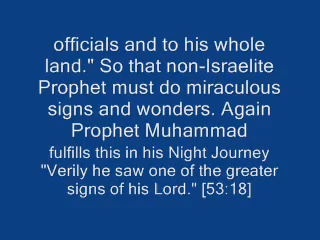 officials and to his whole
land." So that non-Israelite
Prophet must do miraculous
signs and wonders. Again
Prophet Muhammad
fulfills this in his Night Journey
"Verily he saw one of the greater
signs of his Lord." [53:18]